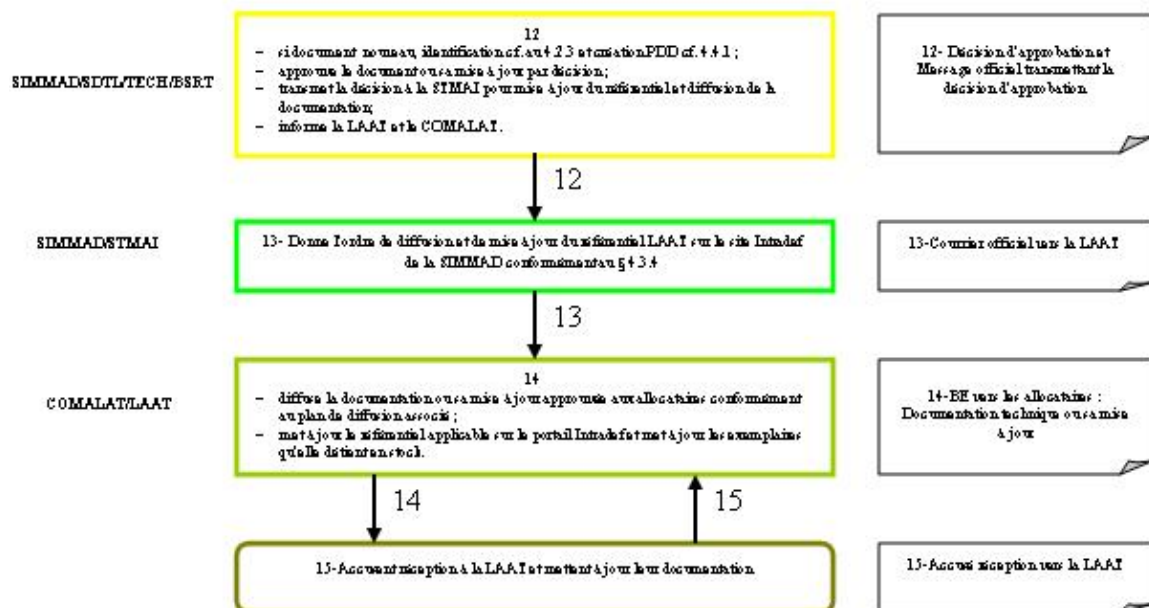 12
SIMMAD/SDTL/TECH/BSRT
– si document nouveau, identification cf. au 4.2.3 et création PDD cf. 4.4.1 ;
– approuve le document ou sa mise à jour par décision ;
– transmet la décision à la STMAI pour mise à jour du référentiel et diffusion de la
documentation;
– informe la LAAT et le COMALAT.
12- Décision d'approbation et
Message officiel transmettant la
décision d'approbation
12
SIMMAD/STMAI
13- Donne l'ordre de diffusion et de mise à jour du référentiel LAAT sur le site Intradef
de la SIMMAD conformément au § 4.3.4
13-Courrier officiel vers la LAAT
13
COMALAT/LAAT
14
– diffuse la documentation ou sa mise à jour approuvée aux allocataires conformément
au plan de diffusion associé ;
– met à jour le référentiel applicable sur le portail Intradef et met à jour les exemplaires
qu'elle détient en stock.
14-BE vers les allocataires :
Documentation technique ou sa mise
à jour
14
15
15-Accusent réception à la LAAT et mettent à jour leur documentation
15-Accusé réception vers la LAAT